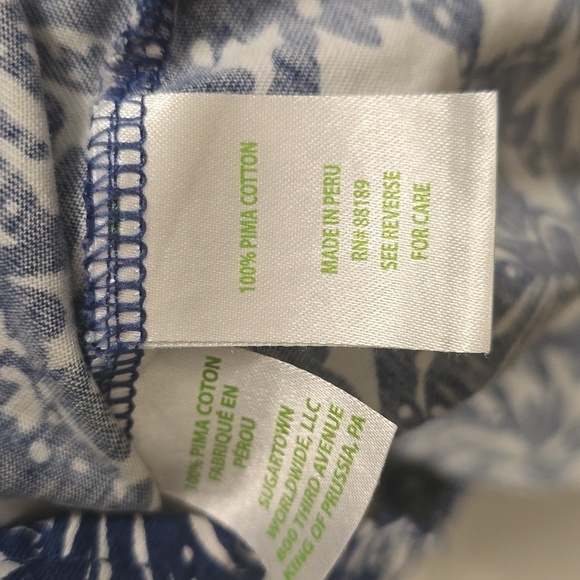 100% PIMA COTTON
MADE IN PERU
RN# 88189
SEE REVERSE
FOR CARE
100% PIMA COTON
FABRIQUÉ EN
PÉROU
SUGARTOWN
WORLDWIDE, LLC
800 THIRD AVENUE
KING OF PRUSSIA, PA